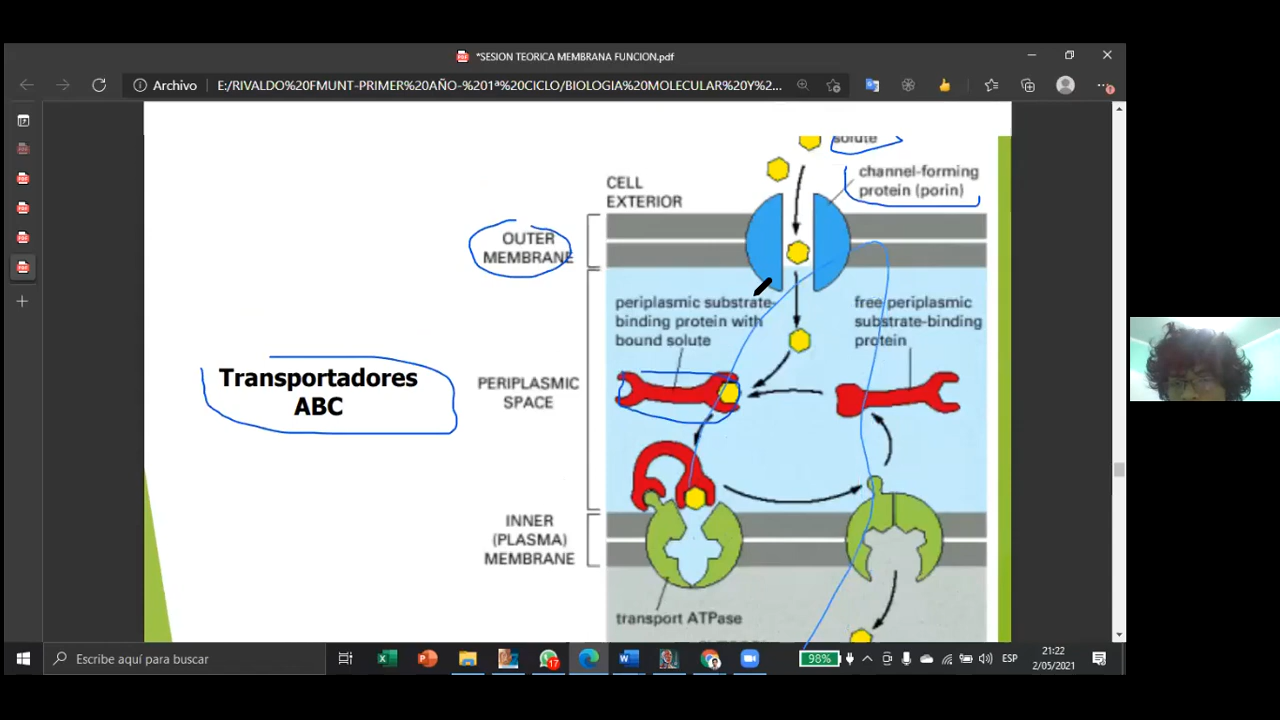 *SESION TEORICA MEMBRANA FUNCION.pdf
Archivo
E:/RIVALDO%20FMUNT-PRIMER%20AÑO-%201ª%20CICLO/BIOLOGIA%20MOLECULAR%20Y%2...
solute
channel-forming
protein (porin)
CELL
EXTERIOR
OUTER
MEMBRANE
periplasmic substrate-
binding protein with
bound solute
free periplasmic
substrate-binding
protein
Transportadores
ABC
PERIPLASMIC
SPACE
INNER
(PLASMA)
MEMBRANE
transport ATPase
Escribe aquí para buscar
17
98%
ESP
21:22
2/05/2021